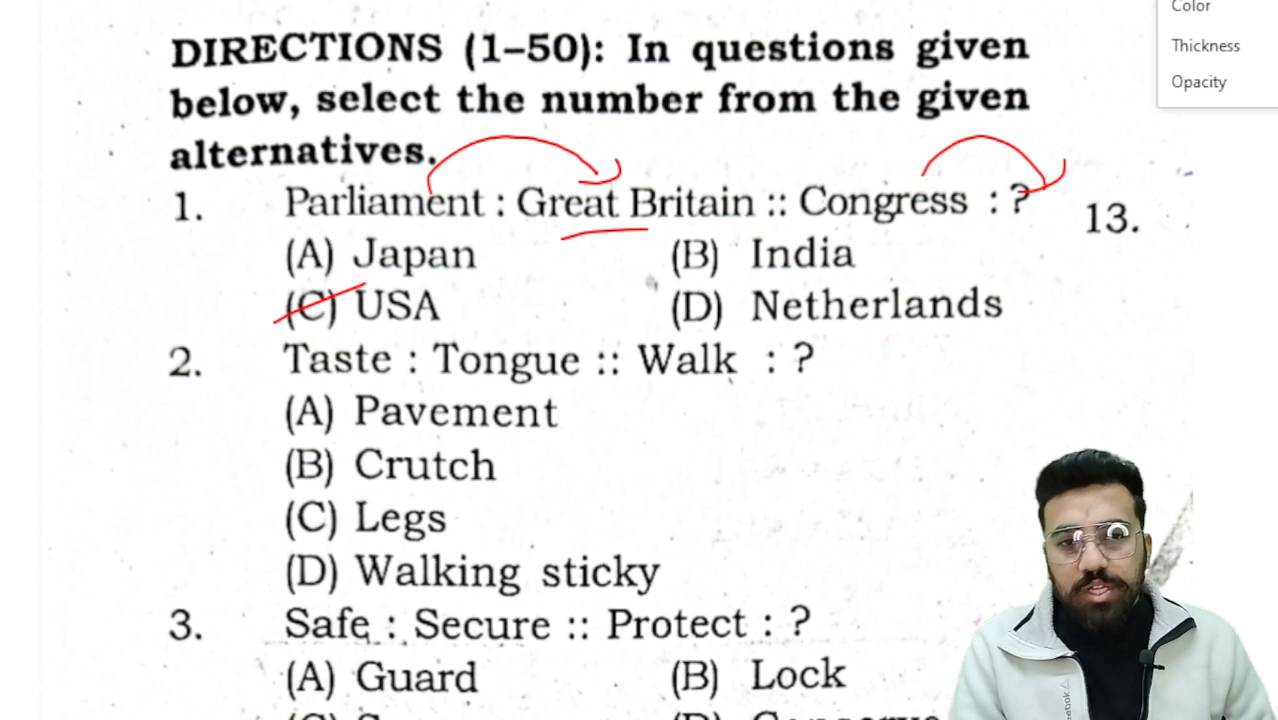 Color
Thickness
Opacity
DIRECTIONS (1–50): In questions given
below, select the number from the given
alternatives.
1. Parliament : Great Britain :: Congress : ?
(A) Japan (B) India
(C) USA (D) Netherlands
13.
2. Taste : Tongue :: Walk : ?
(A) Pavement
(B) Crutch
(C) Legs
(D) Walking sticky
3. Safe : Secure :: Protect : ?
(A) Guard (B) Lock